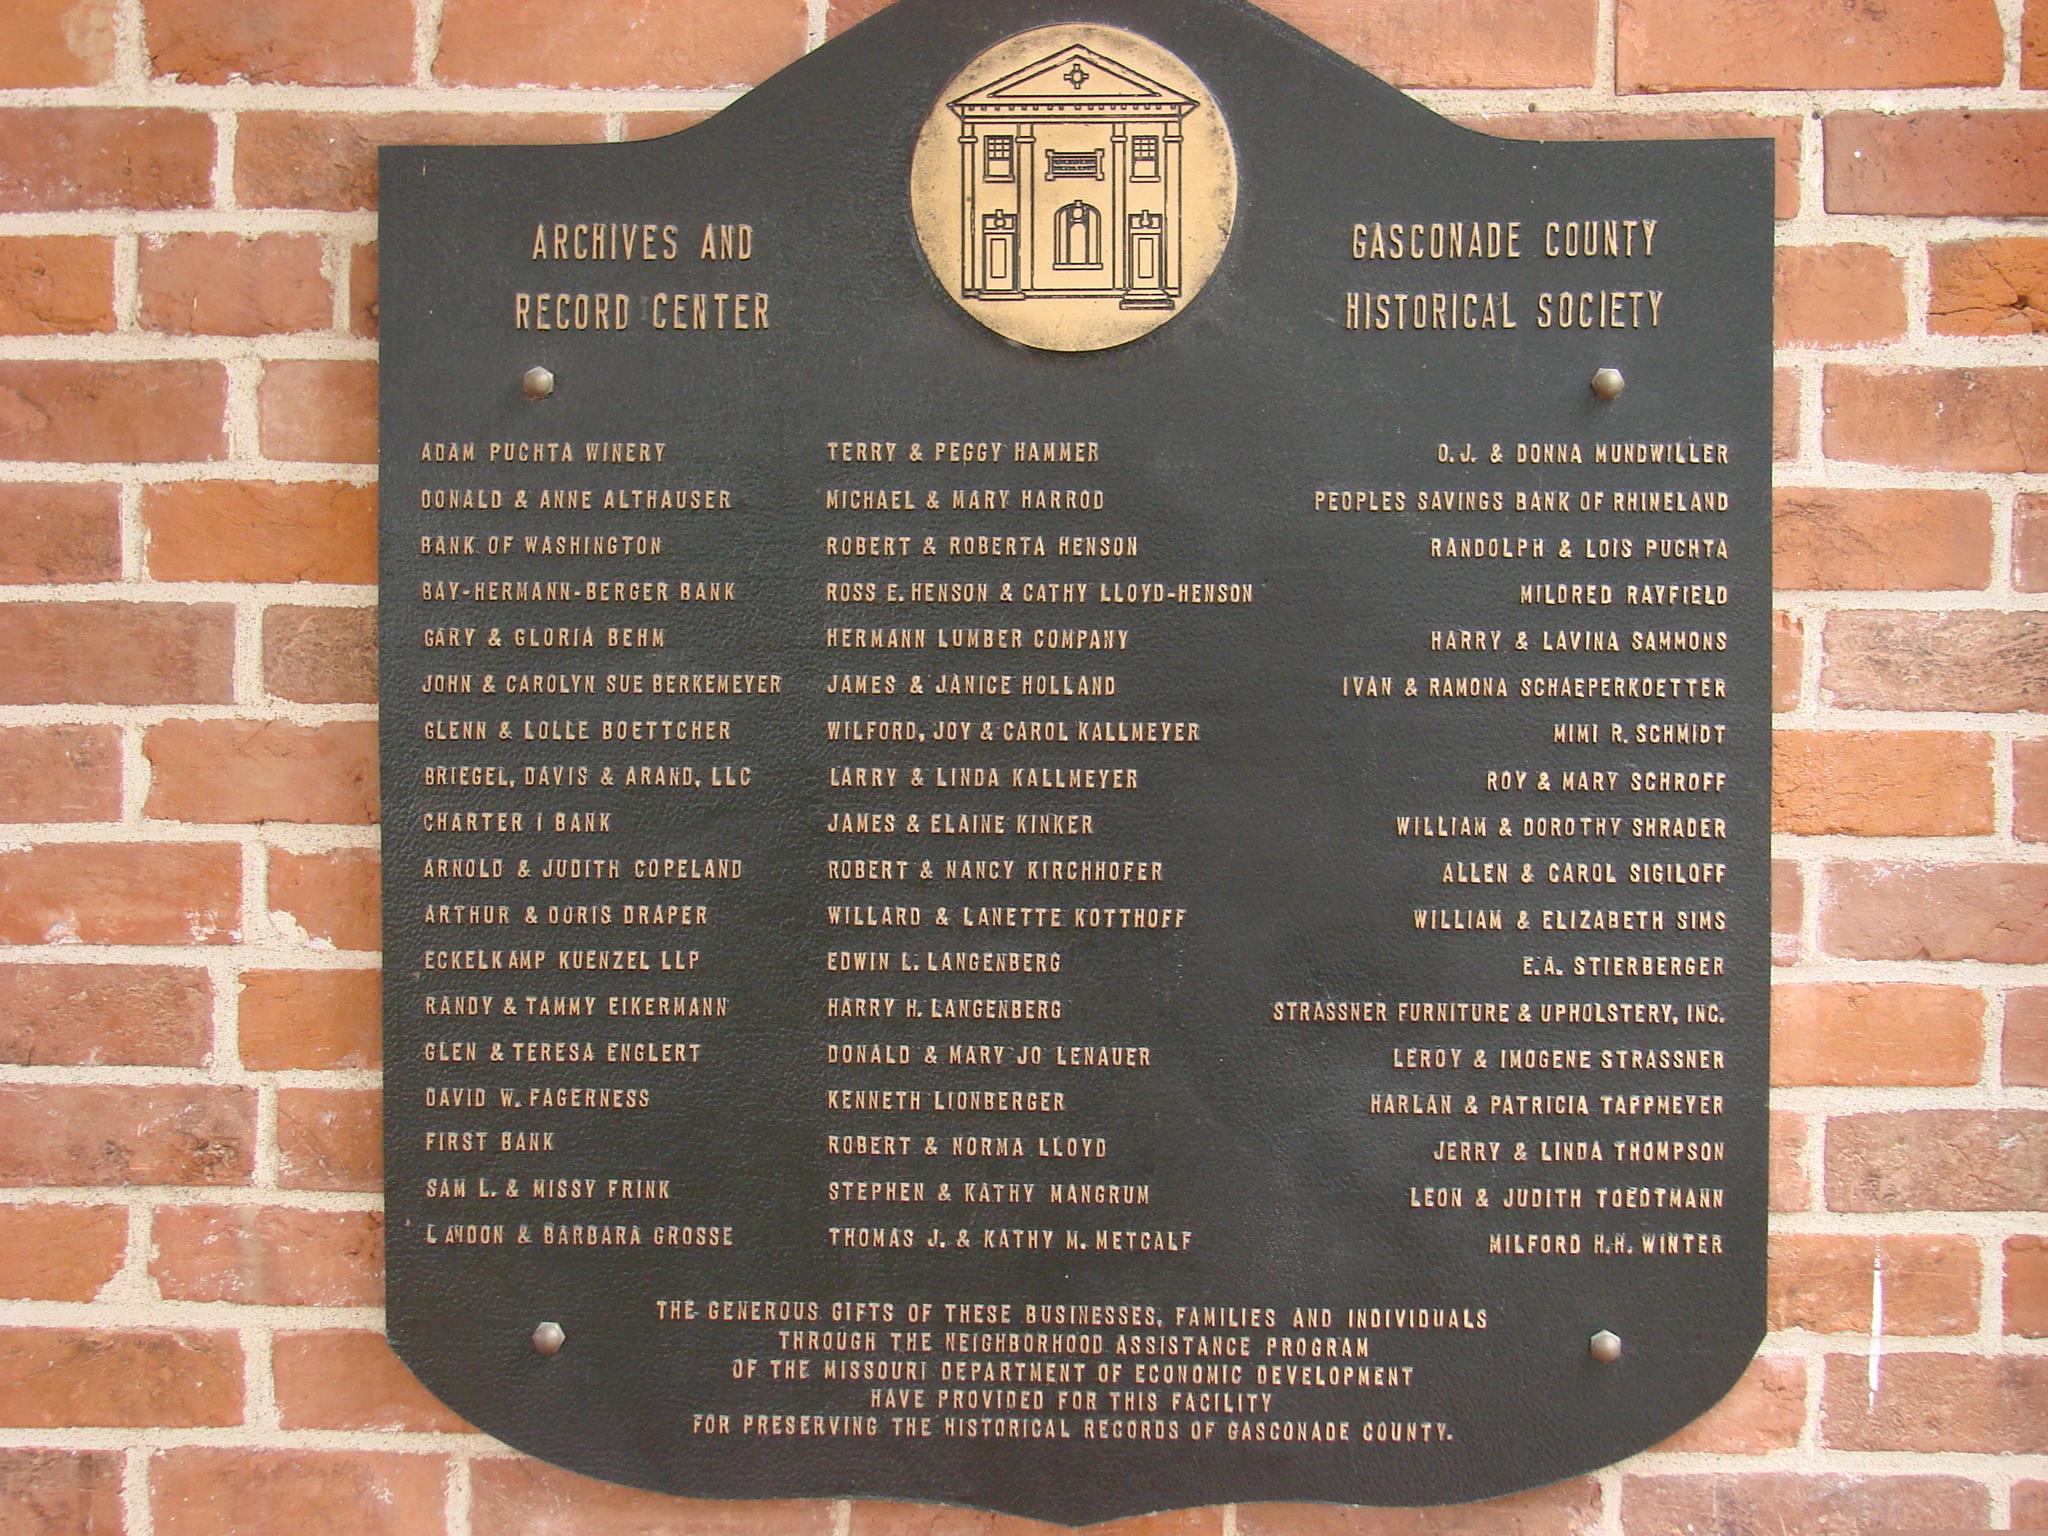 ARCHIVES AND
RECORD CENTER
GASCONADE COUNTY
HISTORICAL SOCIETY
ADAM PUCHTA WINERY
DONALD & ANNE ALTHAUSER
BANK OF WASHINGTON
BAY-HERMANN-BERGER BANK
GARY & GLORIA BEHM
JOHN & CAROLYN SUE BERKEMEYER
GLENN & LOLLE BOETTCHER
BRIEGEL, DAVIS & ARAND, LLC
CHARTER 1 BANK
ARNOLD & JUDITH COPELAND
ARTHUR & DORIS DRAPER
ECKELKAMP KUENZEL LLP
RANDY & TAMMY EIKERMANN
GLEN & TERESA ENGLERT
DAVID W. FAGERNESS
FIRST BANK
SAM L. & MISSY FRINK
LANDON & BARBARA GROSSE
TERRY & PEGGY HAMMER
MICHAEL & MARY HARROD
ROBERT & ROBERTA HENSON
ROSS E. HENSON & CATHY LLOYD-HENSON
HERMANN LUMBER COMPANY
JAMES & JANICE HOLLAND
WILFORD, JOY & CAROL KALLMEYER
LARRY & LINDA KALLMEYER
JAMES & ELAINE KINKER
ROBERT & NANCY KIRCHHOFER
WILLARD & LANETTE KOTTHOFF
EDWIN L. LANGENBERG
HARRY H. LANGENBERG
DONALD & MARY JO LENAUER
KENNETH LIONBERGER
ROBERT & NORMA LLOYD
STEPHEN & KATHY MANGRUM
THOMAS J. & KATHY M. METCALF
O.J. & DONNA MUNDWILLER
PEOPLES SAVINGS BANK OF RHINELAND
RANDOLPH & LOIS PUCHTA
MILDRED RAYFIELD
HARRY & LAVINA SAMMONS
IVAN & RAMONA SCHAEPERKOETTER
MIMI R. SCHMIDT
ROY & MARY SCHROFF
WILLIAM & DOROTHY SHRADER
ALLEN & CAROL SIGILOFF
WILLIAM & ELIZABETH SIMS
E.A. STIERBERGER
STRASSNER FURNITURE & UPHOLSTERY, INC.
LEROY & IMOGENE STRASSNER
HARLAN & PATRICIA TAPPMEYER
JERRY & LINDA THOMPSON
LEON & JUDITH TOEDTMANN
MILFORD H.H. WINTER
THE GENEROUS GIFTS OF THESE BUSINESSES, FAMILIES AND INDIVIDUALS
THROUGH THE NEIGHBORHOOD ASSISTANCE PROGRAM
OF THE MISSOURI DEPARTMENT OF ECONOMIC DEVELOPMENT
HAVE PROVIDED FOR THIS FACILITY
FOR PRESERVING THE HISTORICAL RECORDS OF GASCONADE COUNTY.